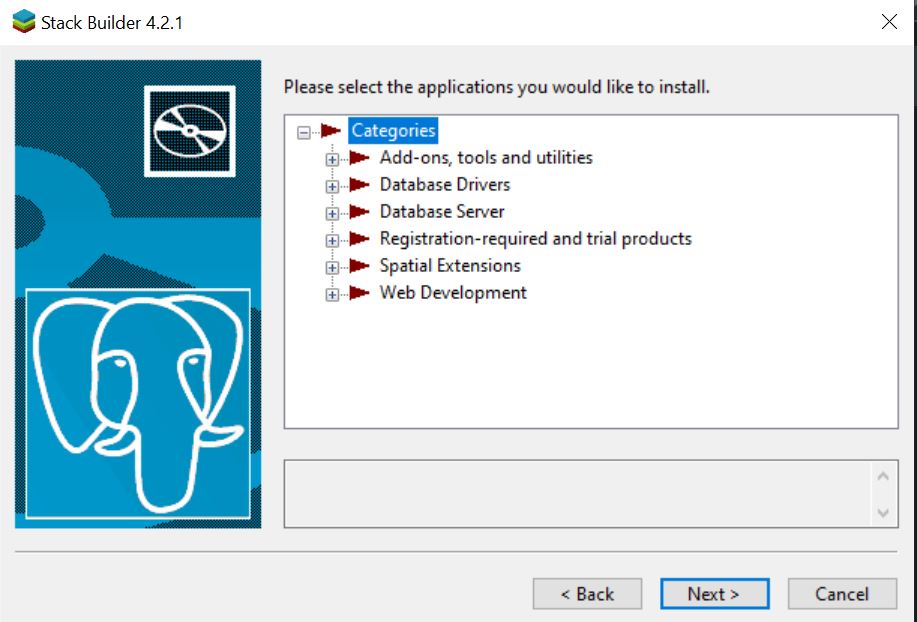 Stack Builder 4.2.1
Please select the applications you would like to install.
Categories
Add-ons, tools and utilities
Database Drivers
Database Server
Registration-required and trial products
Spatial Extensions
Web Development
< Back Next > Cancel